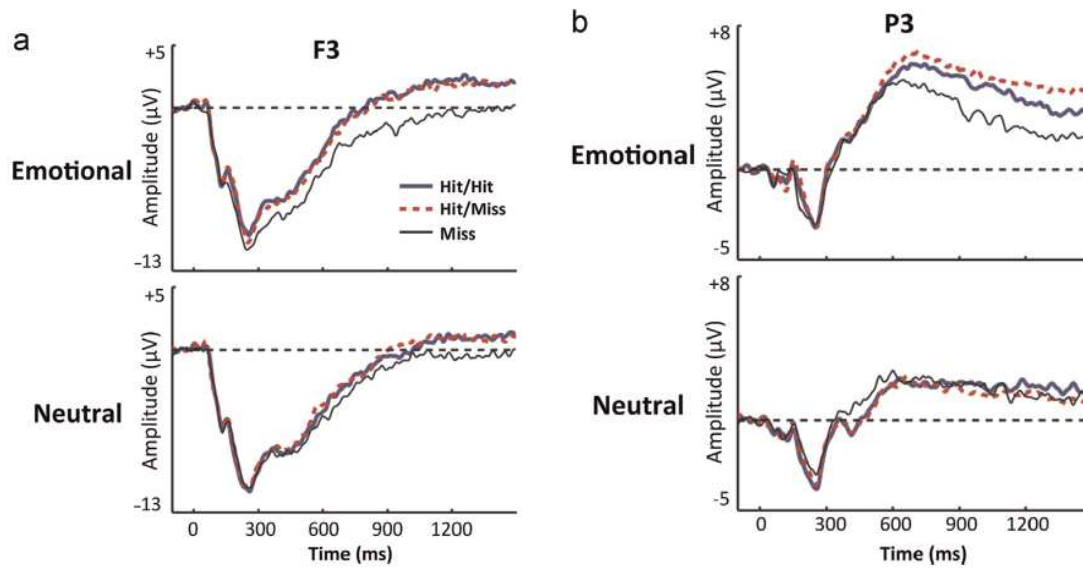 a
F3
+5
Amplitude (μV)
Emotional
Hit/Hit
Hit/Miss
Miss
−13
+5
Amplitude (μV)
Neutral
−13
0 300 600 900 1200
Time (ms)
b
P3
+8
Amplitude (μV)
Emotional
-5
+8
Amplitude (μV)
Neutral
-5
0 300 600 900 1200
Time (ms)